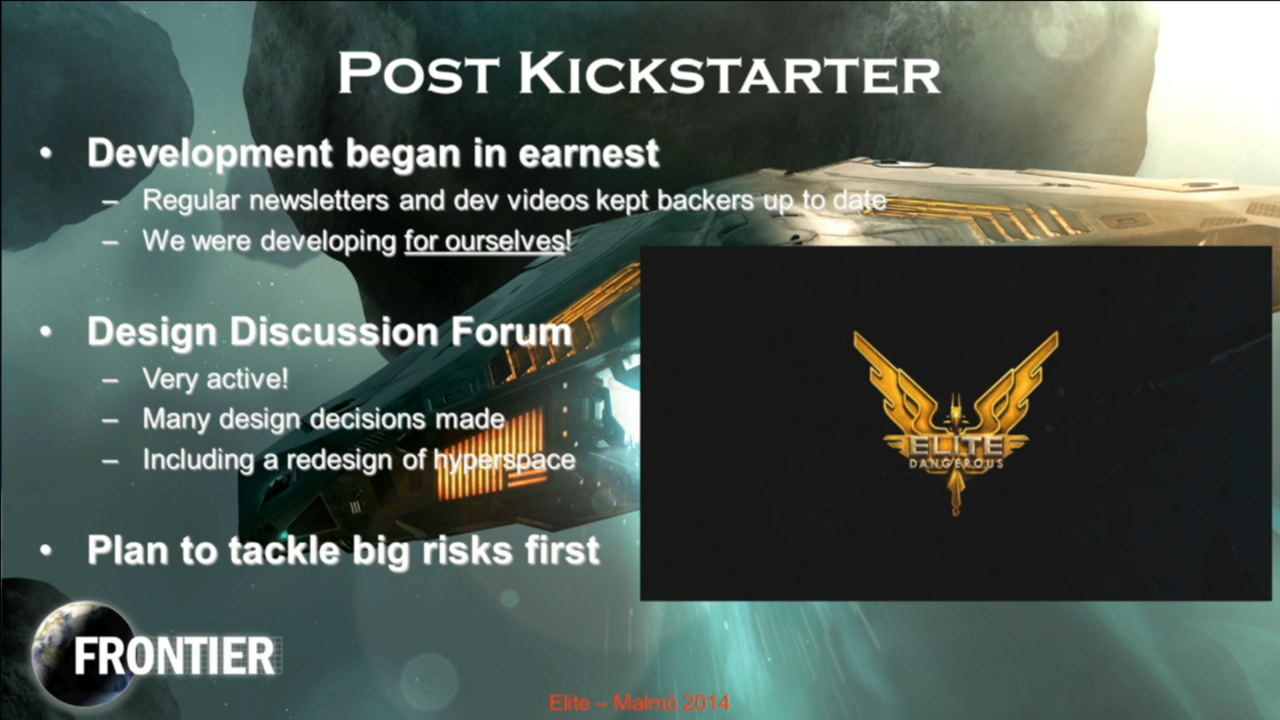 POST KICKSTARTER
• Development began in earnest
– Regular newsletters and dev videos kept backers up to date
– We were developing for ourselves!
• Design Discussion Forum
– Very active!
– Many design decisions made
– Including a redesign of hyperspace
• Plan to tackle big risks first
ELITE
DANGEROUS
FRONTIER
Elite – Malmö 2014